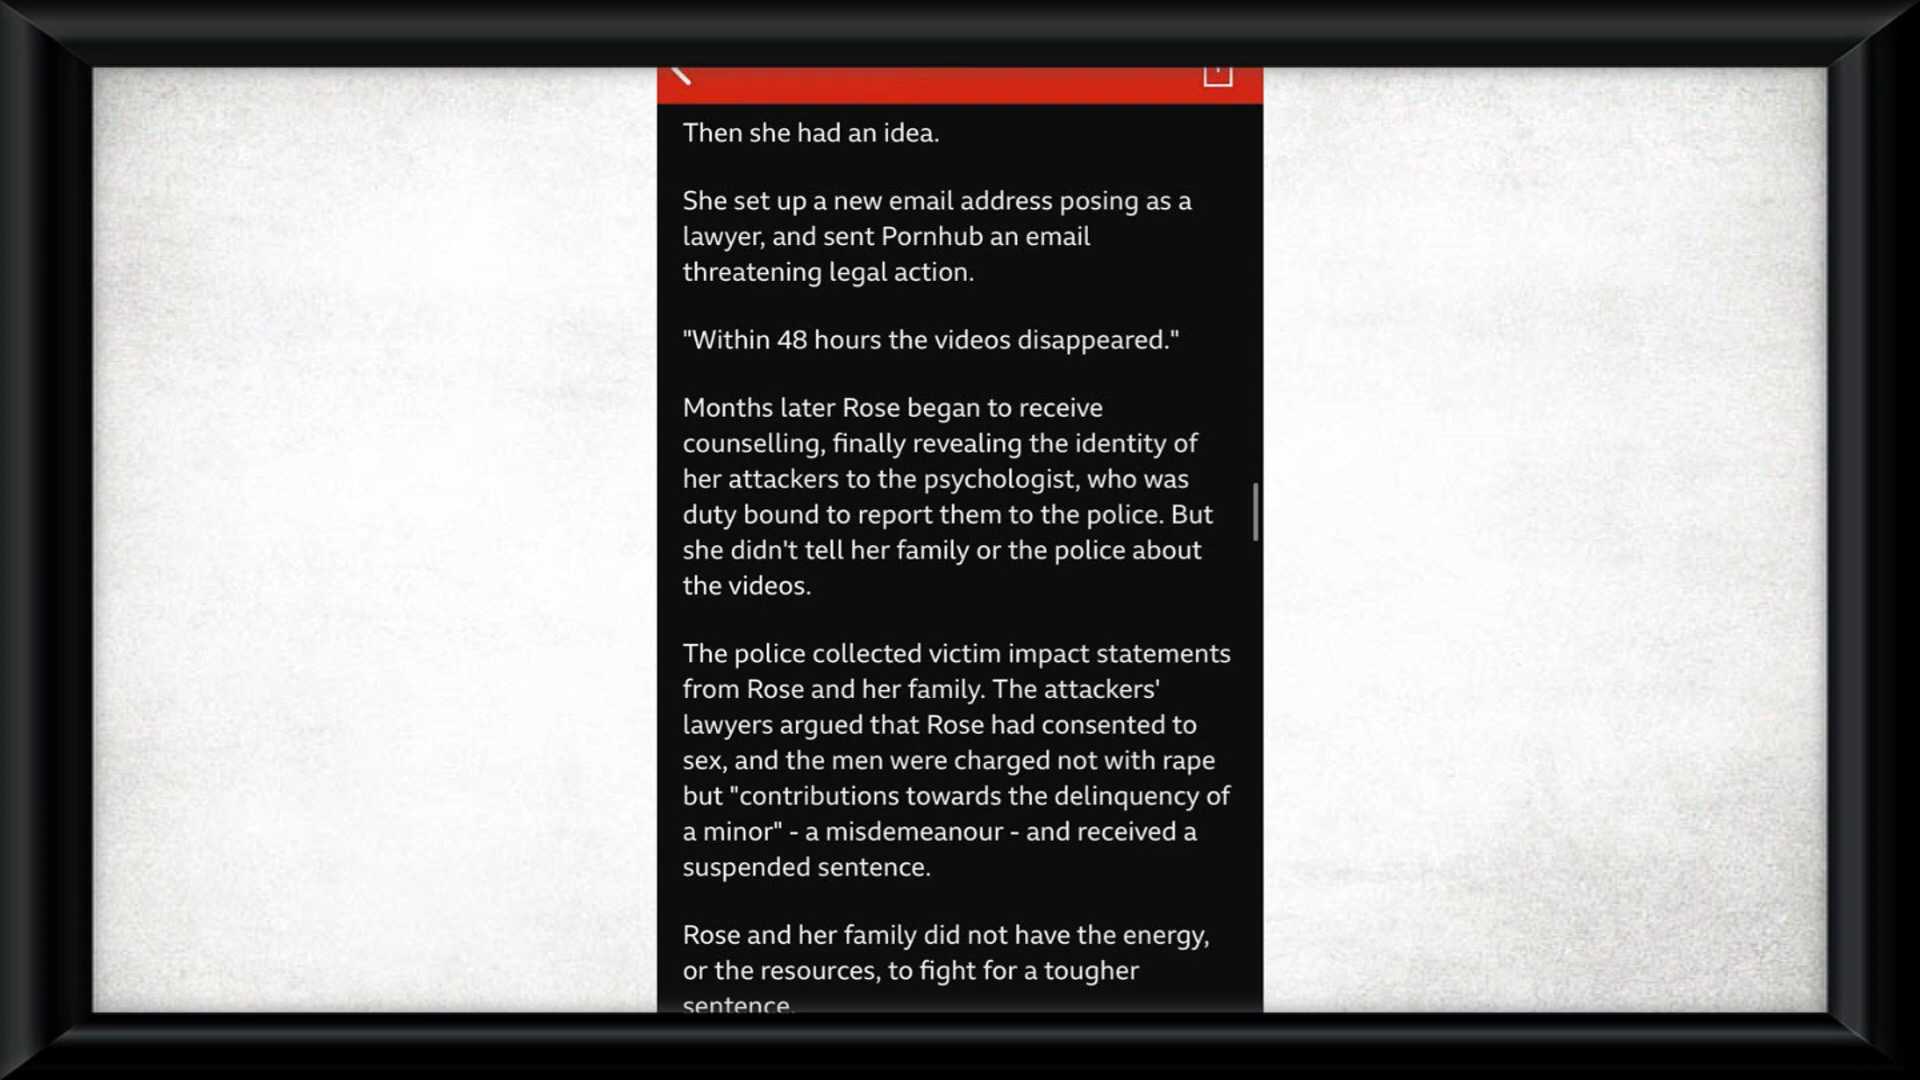 Then she had an idea.
She set up a new email address posing as a
lawyer, and sent Pornhub an email
threatening legal action.
"Within 48 hours the videos disappeared."
Months later Rose began to receive
counselling, finally revealing the identity of
her attackers to the psychologist, who was
duty bound to report them to the police. But
she didn't tell her family or the police about
the videos.
The police collected victim impact statements
from Rose and her family. The attackers'
lawyers argued that Rose had consented to
sex, and the men were charged not with rape
but "contributions towards the delinquency of
a minor" - a misdemeanour - and received a
suspended sentence.
Rose and her family did not have the energy,
or the resources, to fight for a tougher
sentence.